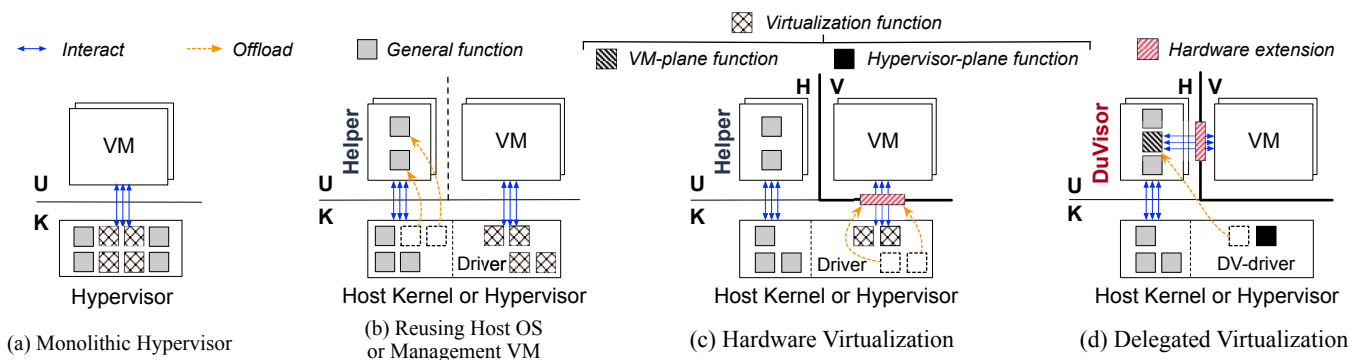 Interact
Offload
General function
Virtualization function
VM-plane function
Hypervisor-plane function
Hardware extension
VM
U
K
Hypervisor
(a) Monolithic Hypervisor
Helper
VM
U
K
Driver
Host Kernel or Hypervisor
(b) Reusing Host OS
or Management VM
H V
Helper
VM
U
K
Driver
Host Kernel or Hypervisor
(c) Hardware Virtualization
H V
DuVisor
VM
U
K
DV-driver
Host Kernel or Hypervisor
(d) Delegated Virtualization